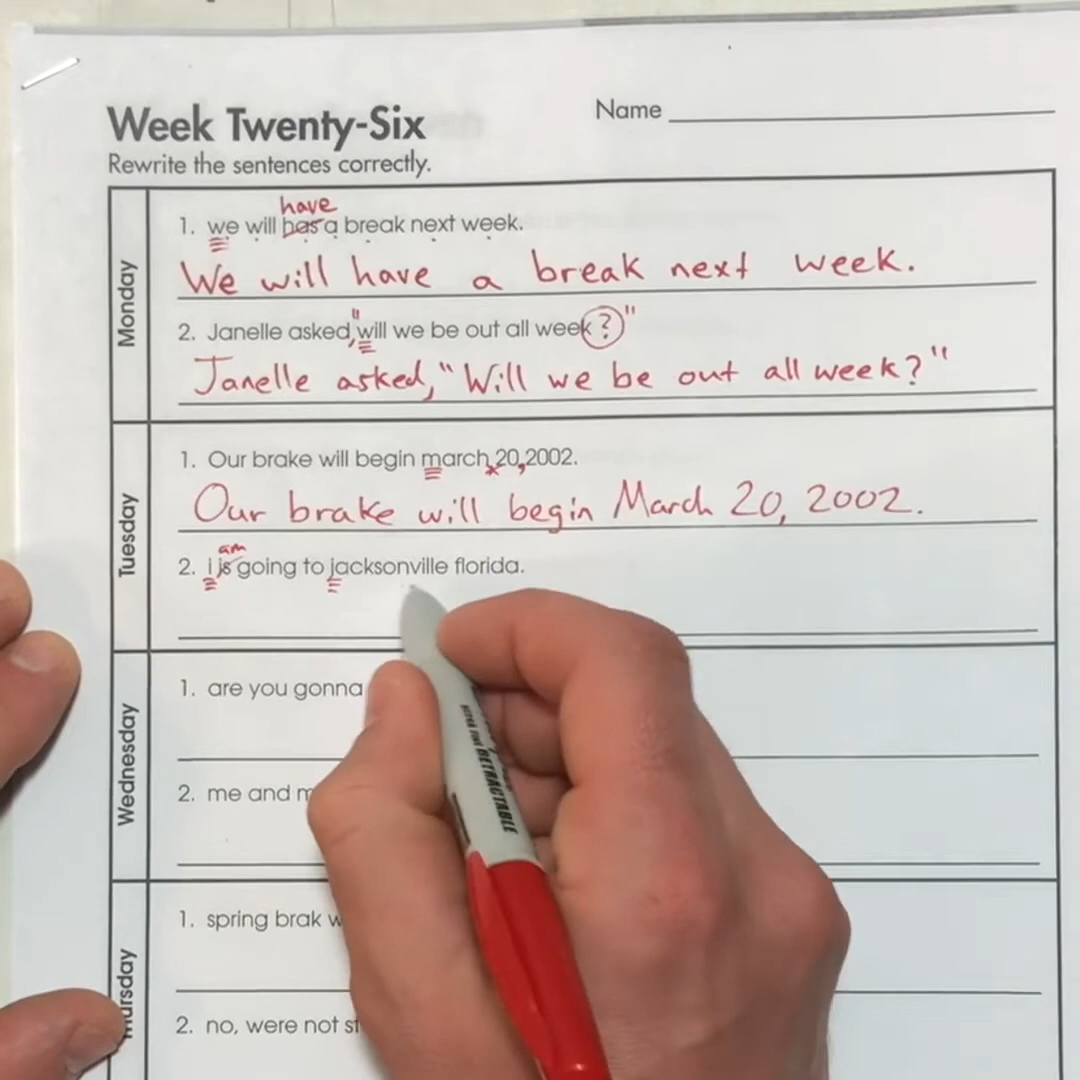 Week Twenty-Six
Name
Rewrite the sentences correctly.
Monday
have
1. we will has a break next week.
We will have a break next week.
"
"
2. Janelle asked, will we be out all week?
Janelle asked, "Will we be out all week?"
Tuesday
1. Our brake will begin march, 20, 2002.
Our brake will begin March 20, 2002.
am
2. i is going to jacksonville florida.
Wednesday
1. are you gonna
2. me and
1. spring brak
2. no, were not
RETRACTABLE